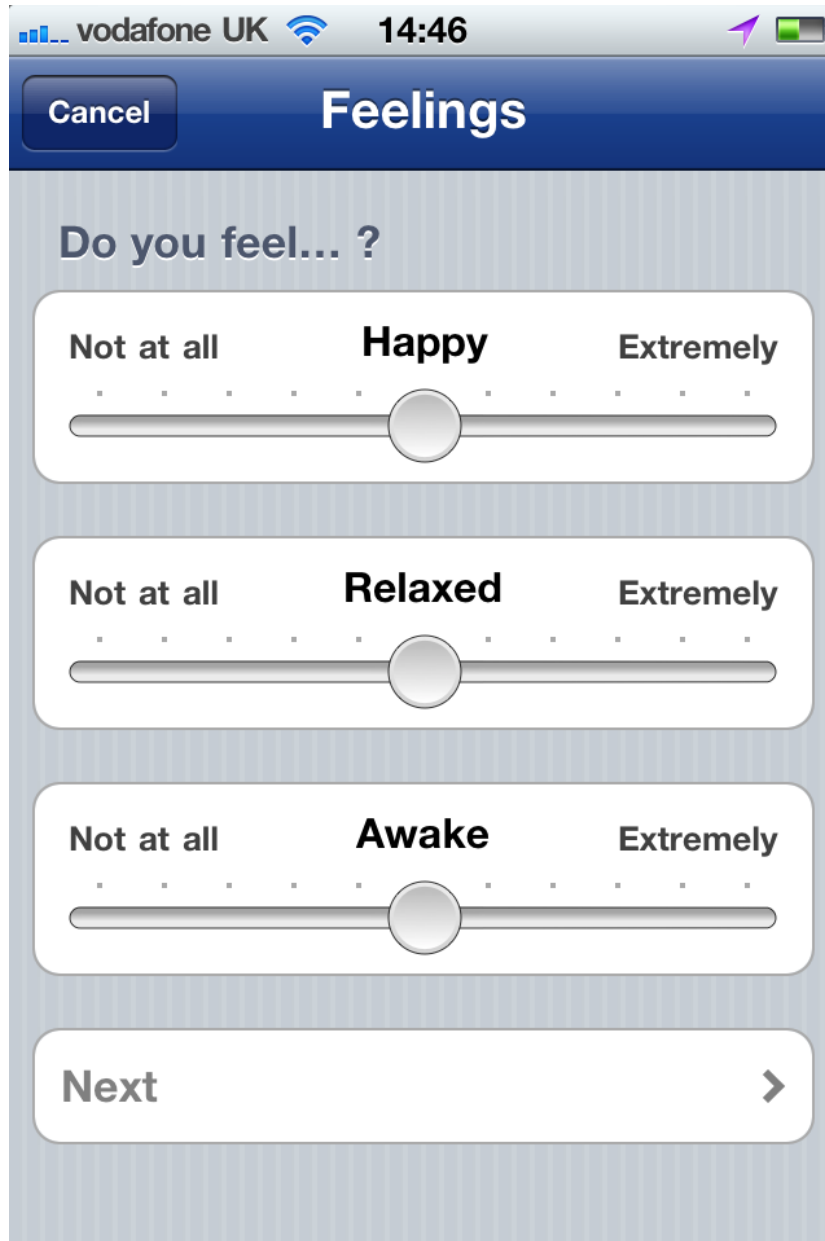 vodafone UK 14:46
Cancel Feelings
Do you feel... ?
Not at all Happy Extremely
Not at all Relaxed Extremely
Not at all Awake Extremely
Next